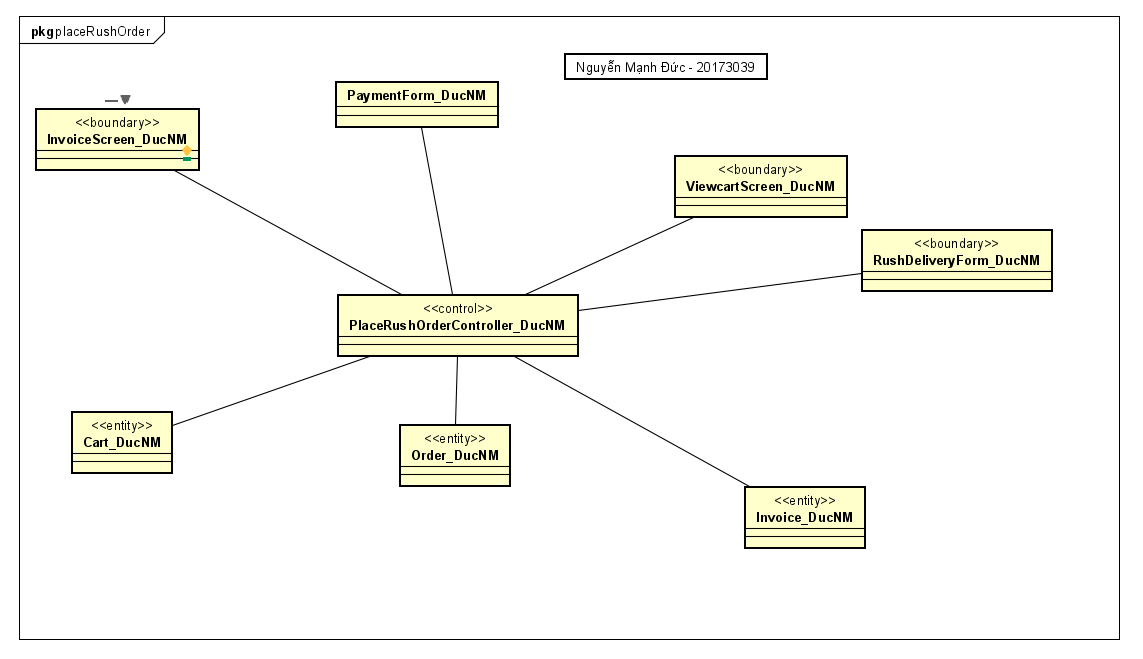 pkg placeRushOrder
Nguyễn Mạnh Đức - 20173039
PaymentForm_DucNM
<<boundary>>
InvoiceScreen_DucNM
<<boundary>>
ViewcartScreen_DucNM
<<boundary>>
RushDeliveryForm_DucNM
<<control>>
PlaceRushOrderController_DucNM
<<entity>>
Cart_DucNM
<<entity>>
Order_DucNM
<<entity>>
Invoice_DucNM